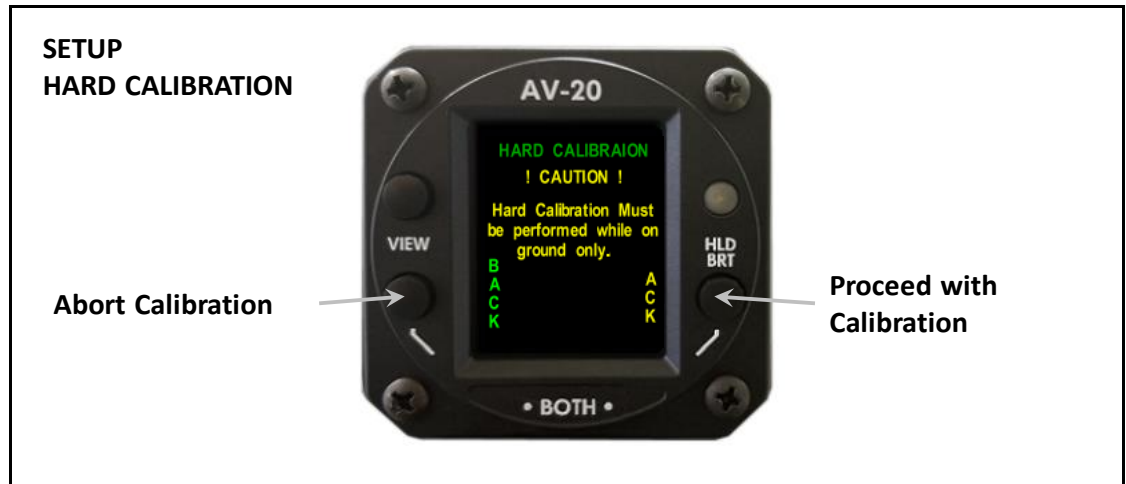 SETUP
HARD CALIBRATION
AV-20
HARD CALIBRAION
! CAUTION !
Hard Calibration Must
be performed while on
ground only.
VIEW
HLD
BRT
B
A
C
K
A
C
K
Abort Calibration
Proceed with
Calibration
• BOTH •